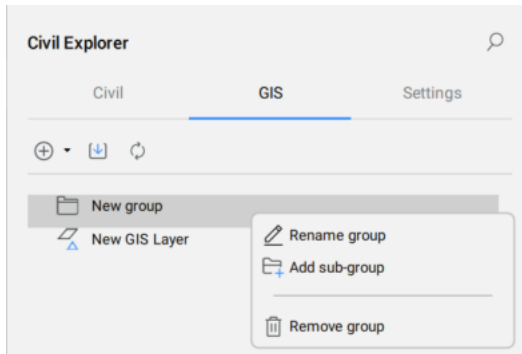 Civil Explorer
Civil GIS Settings
New group
New GIS Layer
Rename group
Add sub-group
Remove group